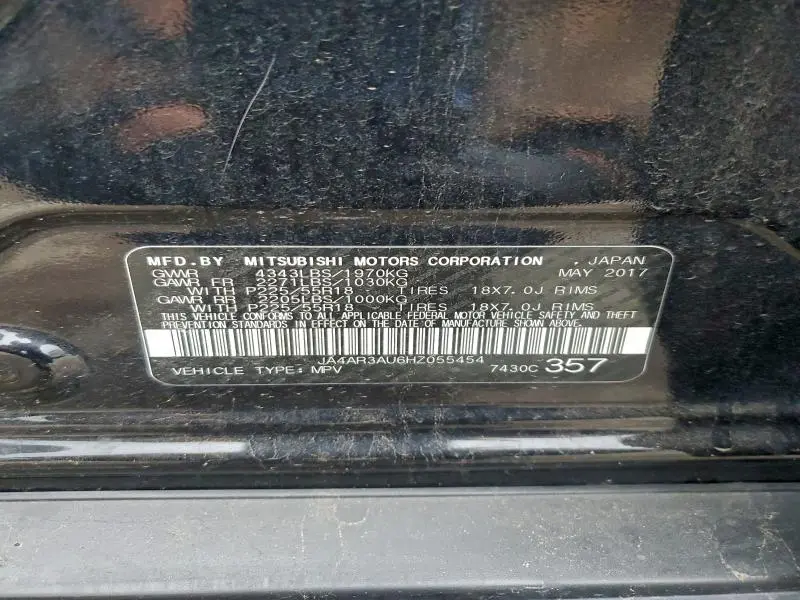 MFD.BY MITSUBISHI MOTORS CORPORATION , JAPAN
GVWR 4343LBS/1970KG MAY 2017
GAWR FR 2271LBS/1030KG
WITH P225/55R18 TIRES 18X7.0J RIMS
GAWR RR 2205LBS/1000KG
WITH P225/55R18 TIRES 18X7.0J RIMS
THIS VEHICLE CONFORMS TO ALL APPLICABLE FEDERAL MOTOR VEHICLE SAFETY AND THEFT
PREVENTION STANDARDS IN EFFECT ON THE DATE OF MANUFACTURE SHOWN ABOVE.
JA4AR3AU6HZ055454
VEHICLE TYPE: MPV 7430C 357